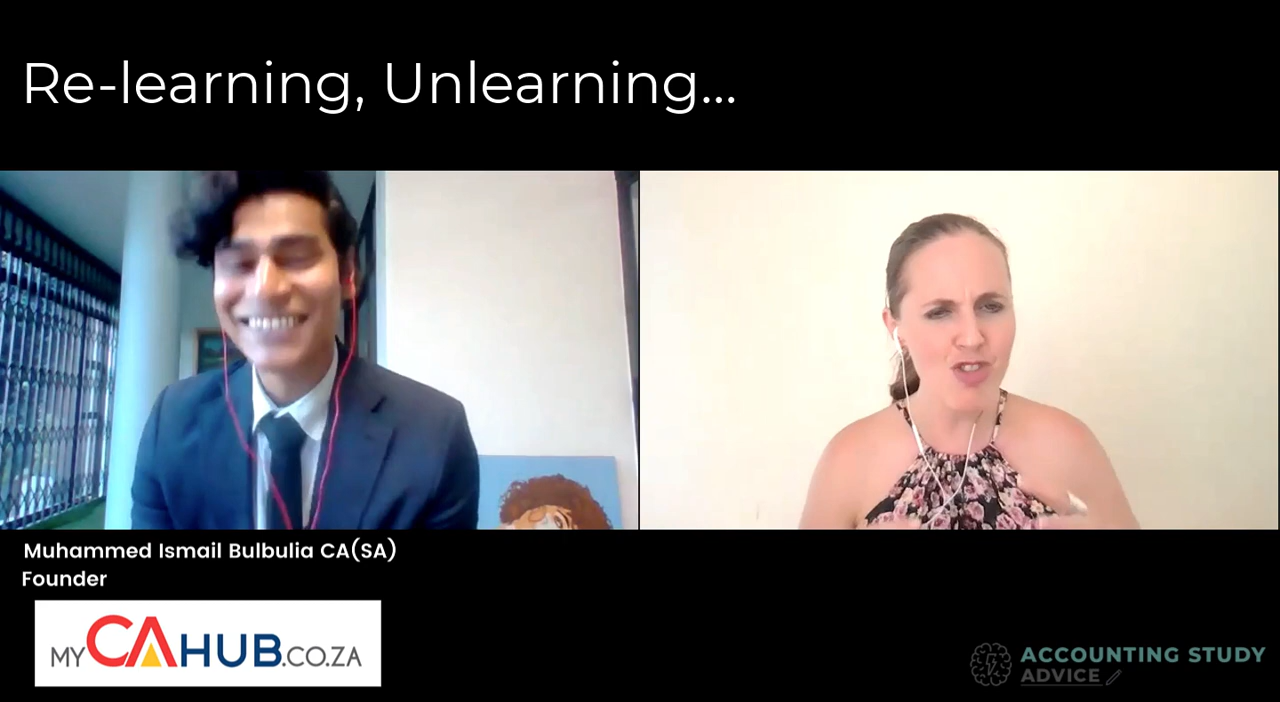 Re-learning, Unlearning...
Muhammed Ismail Bulbulia CA(SA)
Founder
MYCAHUB.CO.ZA
ACCOUNTING STUDY
ADVICE